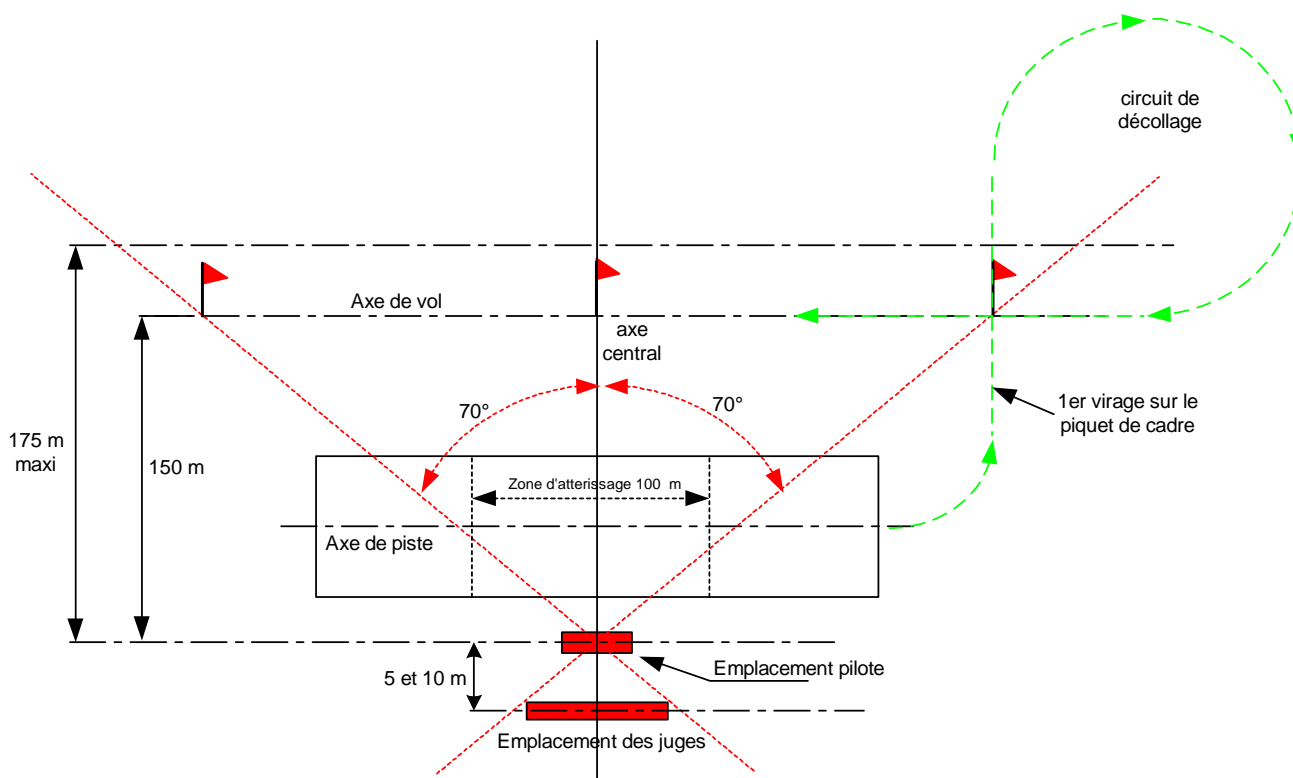 circuit de
décollage
Axe de vol
axe
central
70°
70°
1er virage sur le
piquet de cadre
175 m
maxi
150 m
Zone d'atterissage 100 m
Axe de piste
Emplacement pilote
5 et 10 m
Emplacement des juges